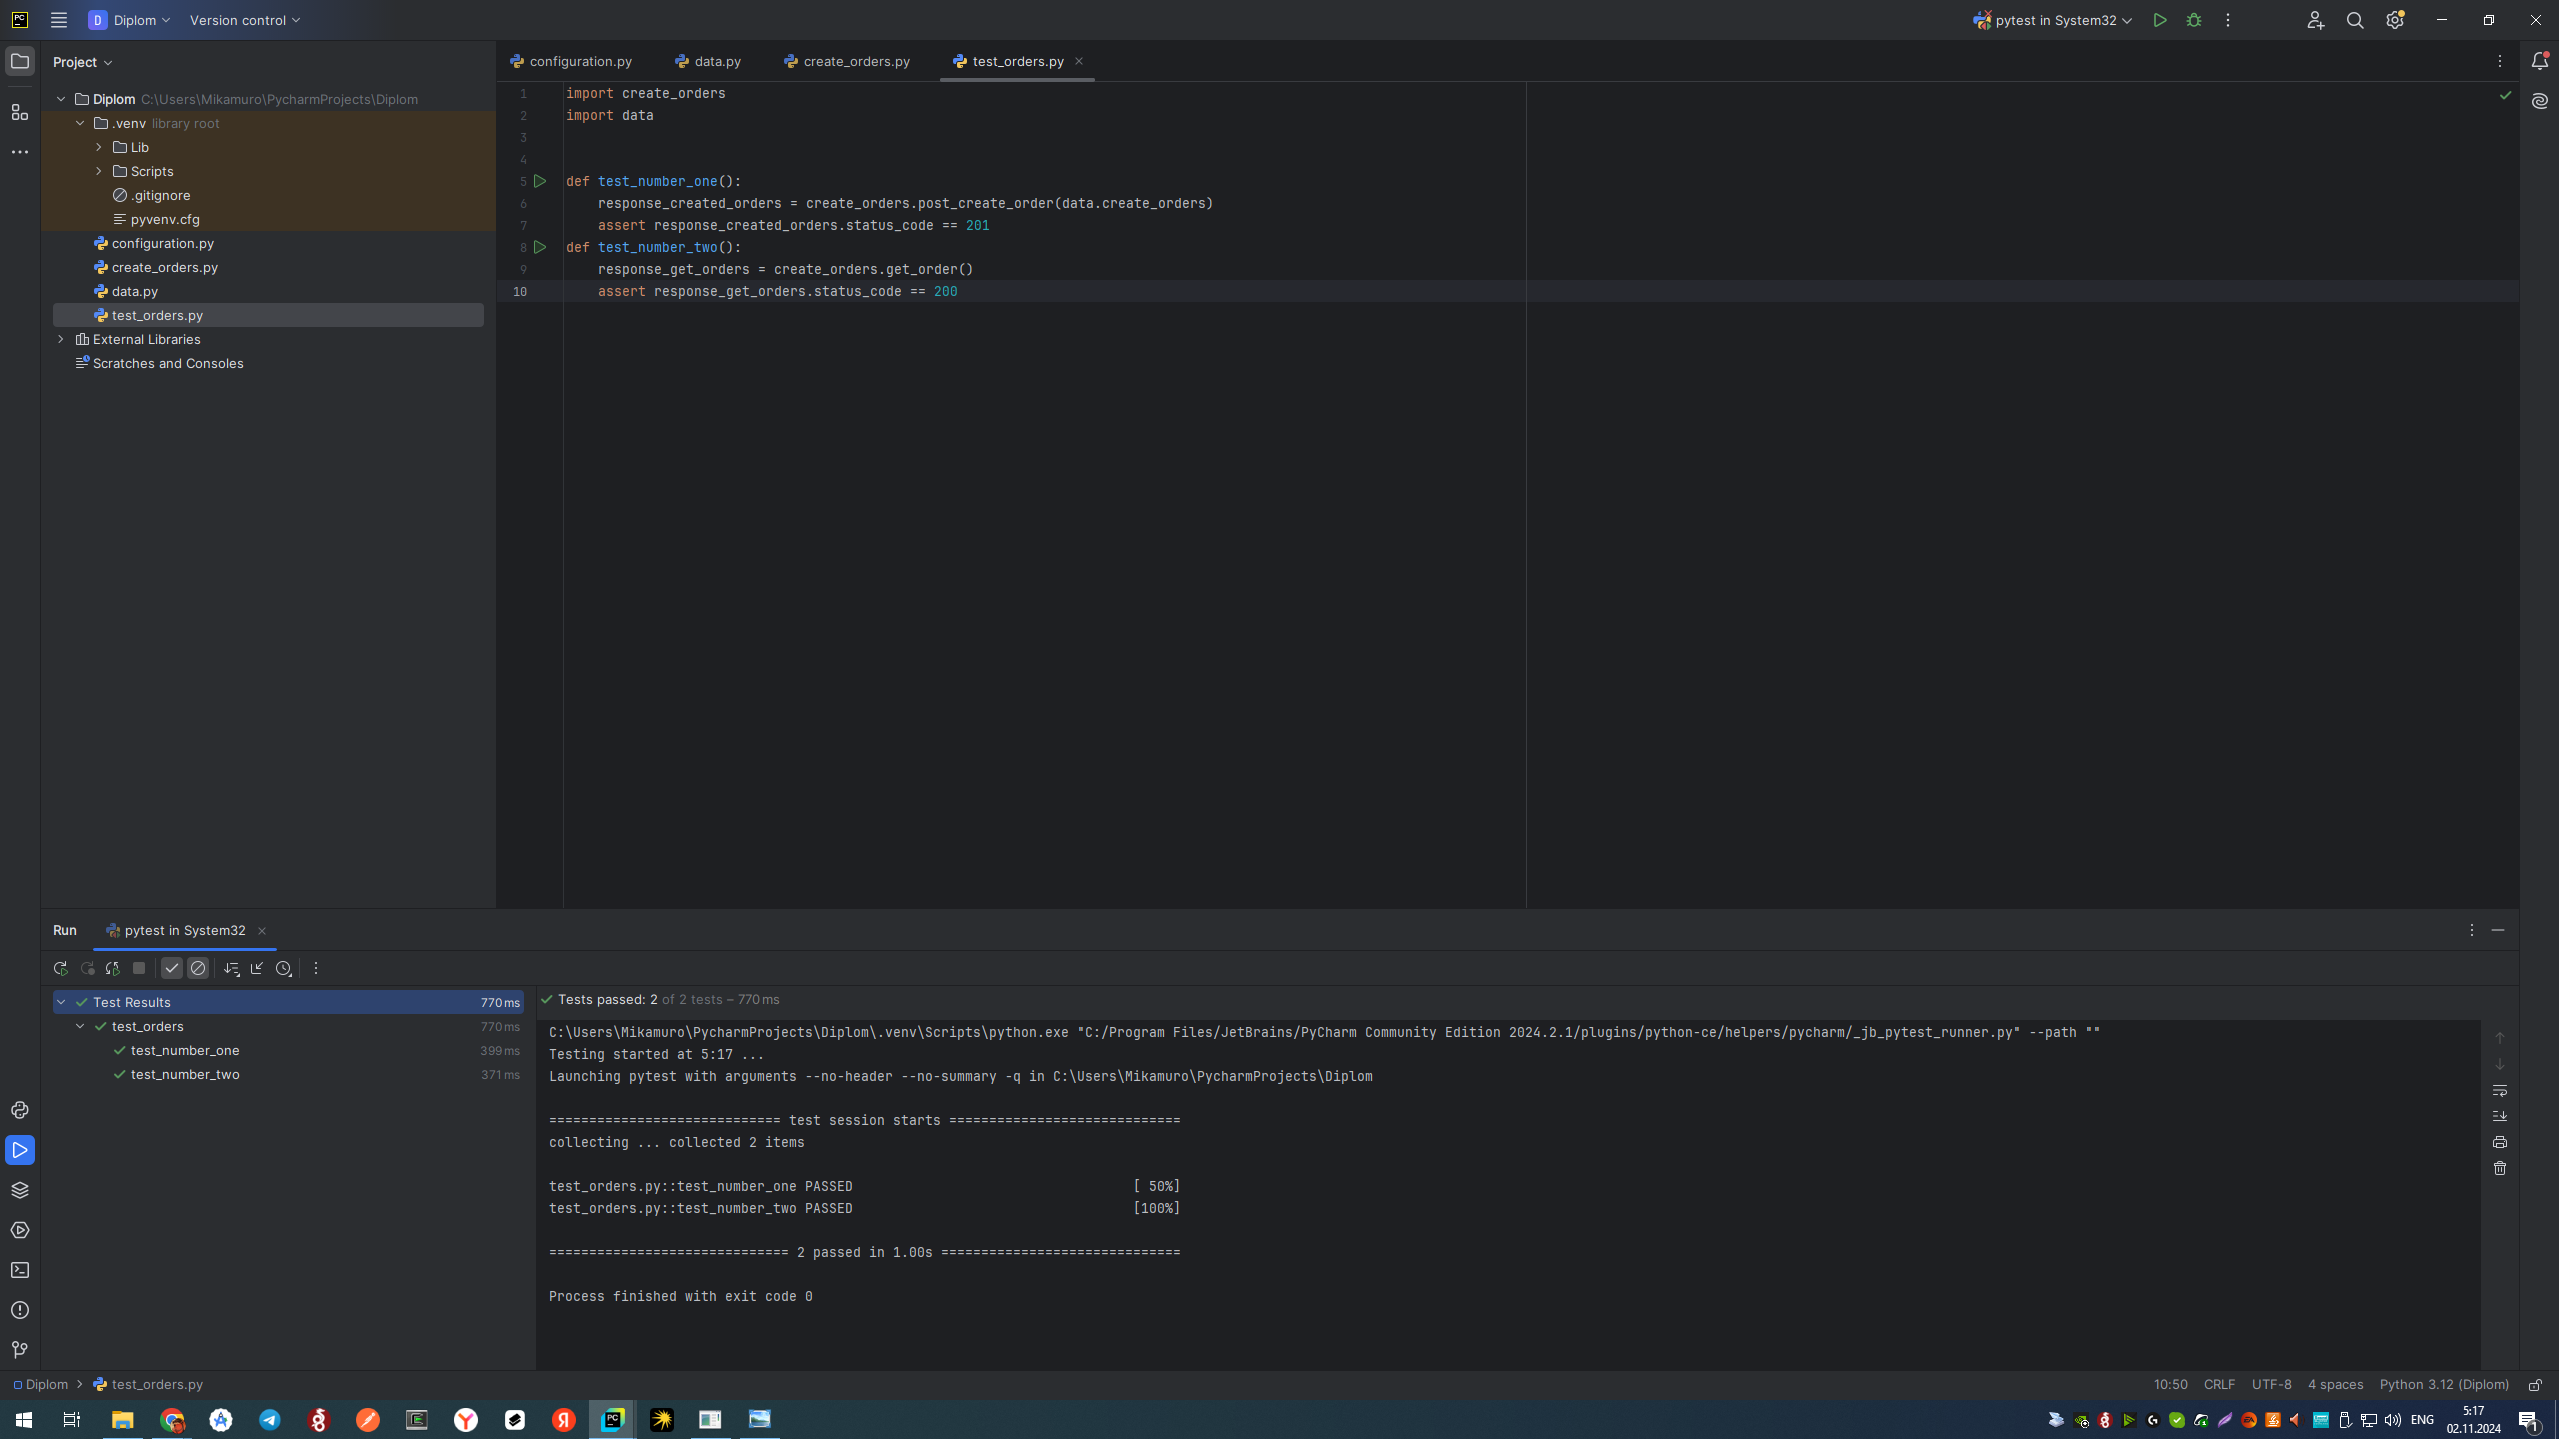 PC
D Diplom Version control
pytest in System32
Project
configuration.py data.py create_orders.py test_orders.py
Diplom C:\Users\Mikamuro\PycharmProjects\Diplom
.venv library root
Lib
Scripts
.gitignore
pyvenv.cfg
configuration.py
create_orders.py
data.py
test_orders.py
External Libraries
Scratches and Consoles
1 import create_orders
2 import data
3
4
5 def test_number_one():
6 response_created_orders = create_orders.post_create_order(data.create_orders)
7 assert response_created_orders.status_code == 201
8 def test_number_two():
9 response_get_orders = create_orders.get_order()
10 assert response_get_orders.status_code == 200
Run pytest in System32
Test Results 770 ms
test_orders 770 ms
test_number_one 399 ms
test_number_two 371 ms
Tests passed: 2 of 2 tests – 770 ms
C:\Users\Mikamuro\PycharmProjects\Diplom\.venv\Scripts\python.exe "C:/Program Files/JetBrains/PyCharm Community Edition 2024.2.1/plugins/python-ce/helpers/pycharm/_jb_pytest_runner.py" --path ""
Testing started at 5:17 ...
Launching pytest with arguments --no-header --no-summary -q in C:\Users\Mikamuro\PycharmProjects\Diplom
============================= test session starts =============================
collecting ... collected 2 items
test_orders.py::test_number_one PASSED [ 50%]
test_orders.py::test_number_two PASSED [100%]
============================== 2 passed in 1.00s ==============================
Process finished with exit code 0
Diplom test_orders.py
10:50 CRLF UTF-8 4 spaces Python 3.12 (Diplom)
PC
ENG
5:17
02.11.2024
1